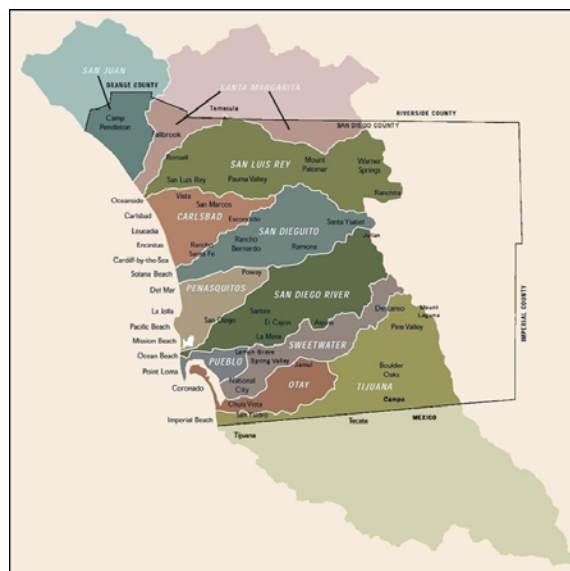 SAN JUAN
ORANGE COUNTY
SANTA MARGARITA
Temecula
RIVERSIDE COUNTY
Camp
Pendleton
SAN DIEGO COUNTY
Fallbrook
Bonsall
SAN LUIS REY
Mount
Palomar
Warner
Springs
San Luis Rey
Pauma Valley
Ranchita
Oceanside
Vista
San Marcos
Carlsbad
CARLSBAD
Escondido
Santa Ysabel
Leucadia
SAN DIEGUITO
Julian
Encinitas
Rancho
Santa Fe
Rancho
Bernardo
Ramona
Cardiff-by-the-Sea
Solana Beach
Poway
Del Mar
PENASQUITOS
SAN DIEGO RIVER
Descanso
Mount
Laguna
IMPERIAL COUNTY
La Jolla
San Diego
Santee
El Cajon
Alpine
Pacific Beach
Pine Valley
Mission Beach
La Mesa
SWEETWATER
Ocean Beach
PUEBLO
Lemon Grove
Spring Valley
Jamul
Boulder
Oaks
Point Loma
National
City
OTAY
TIJUANA
Coronado
Campo
Chula Vista
San Ysidro
Imperial Beach
Tijuana
Tecate
MEXICO